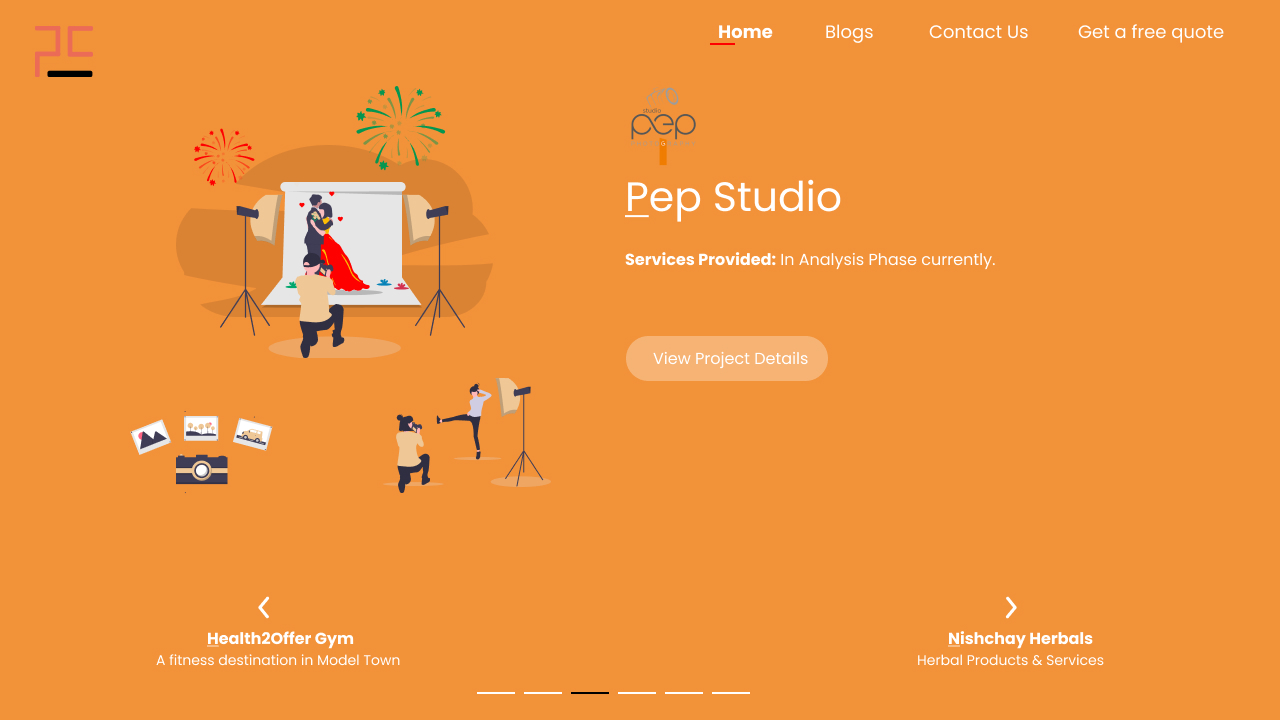 Home Blogs Contact Us Get a free quote
studio
pep
Pep Studio
Services Provided: In Analysis Phase currently.
View Project Details
Health2Offer Gym
A fitness destination in Model Town
Nishchay Herbals
Herbal Products & Services